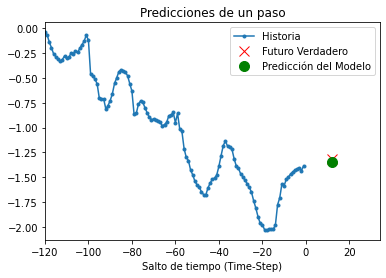 Predicciones de un paso
Historia
Futuro Verdadero
Predicción del Modelo
0.00
−0.25
−0.50
−0.75
−1.00
−1.25
−1.50
−1.75
−2.00
−120 −100 −80 −60 −40 −20 0 20
Salto de tiempo (Time-Step)